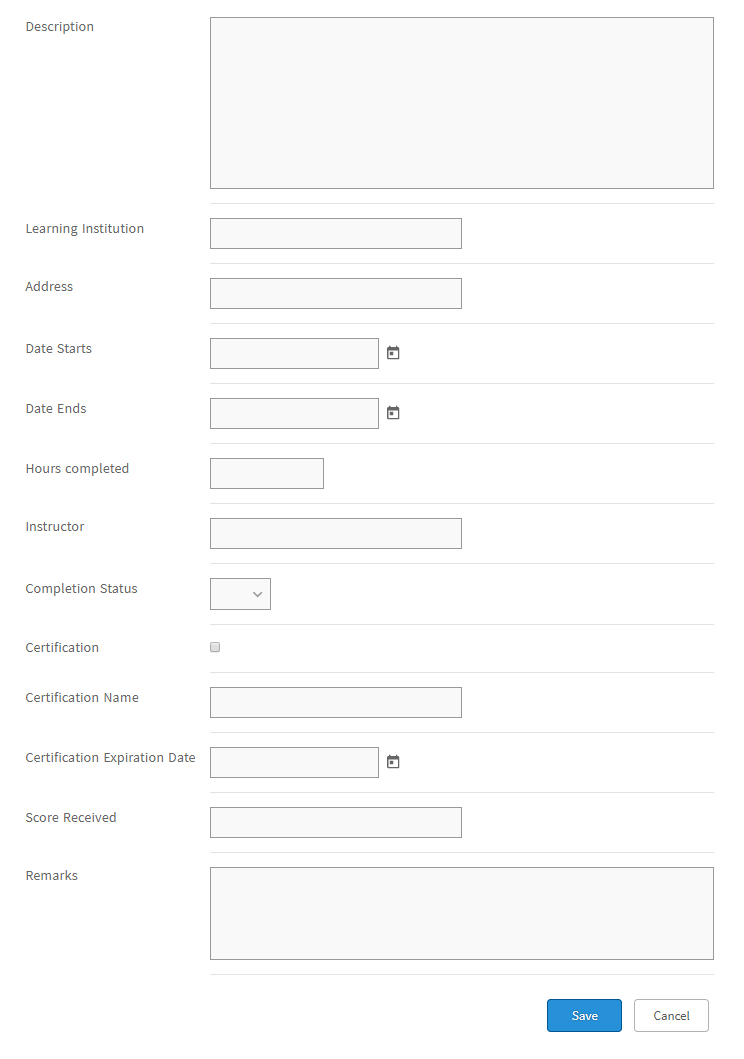 Description
Learning Institution
Address
Date Starts
Date Ends
Hours completed
Instructor
Completion Status
Certification
Certification Name
Certification Expiration Date
Score Received
Remarks
Save Cancel